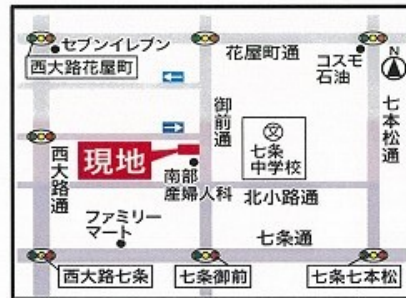 セブンイレブン
西大路花屋町
花屋町通
コスモ
石油
N
御前通
七本松通
文
七条
中学校
西大路通
現地
南部
産婦人科
北小路通
ファミリー
マート
七条通
西大路七条
七条御前
七条七本松